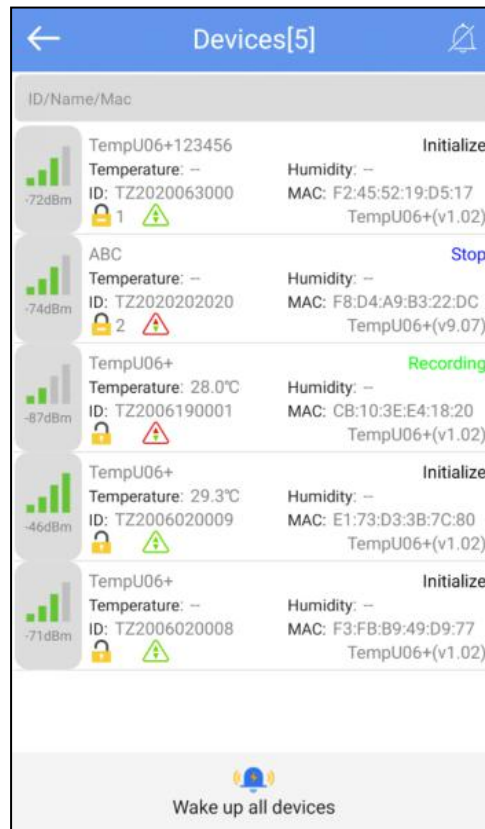 Devices[5]
ID/Name/Mac
TempU06+123456 Initialize
Temperature: -- Humidity: --
-72dBm ID: TZ2020063000 MAC: F2:45:52:19:D5:17
1 TempU06+(v1.02)
ABC Stop
Temperature: -- Humidity: --
-74dBm ID: TZ2020202020 MAC: F8:D4:A9:B3:22:DC
2 TempU06+(v9.07)
TempU06+ Recording
Temperature: 28.0℃ Humidity: --
-87dBm ID: TZ2006190001 MAC: CB:10:3E:E4:18:20
TempU06+(v1.02)
TempU06+ Initialize
Temperature: 29.3℃ Humidity: --
-46dBm ID: TZ2006020009 MAC: E1:73:D3:3B:7C:80
TempU06+(v1.02)
TempU06+ Initialize
Temperature: -- Humidity: --
-71dBm ID: TZ2006020008 MAC: F3:FB:B9:49:D9:77
TempU06+(v1.02)
Wake up all devices